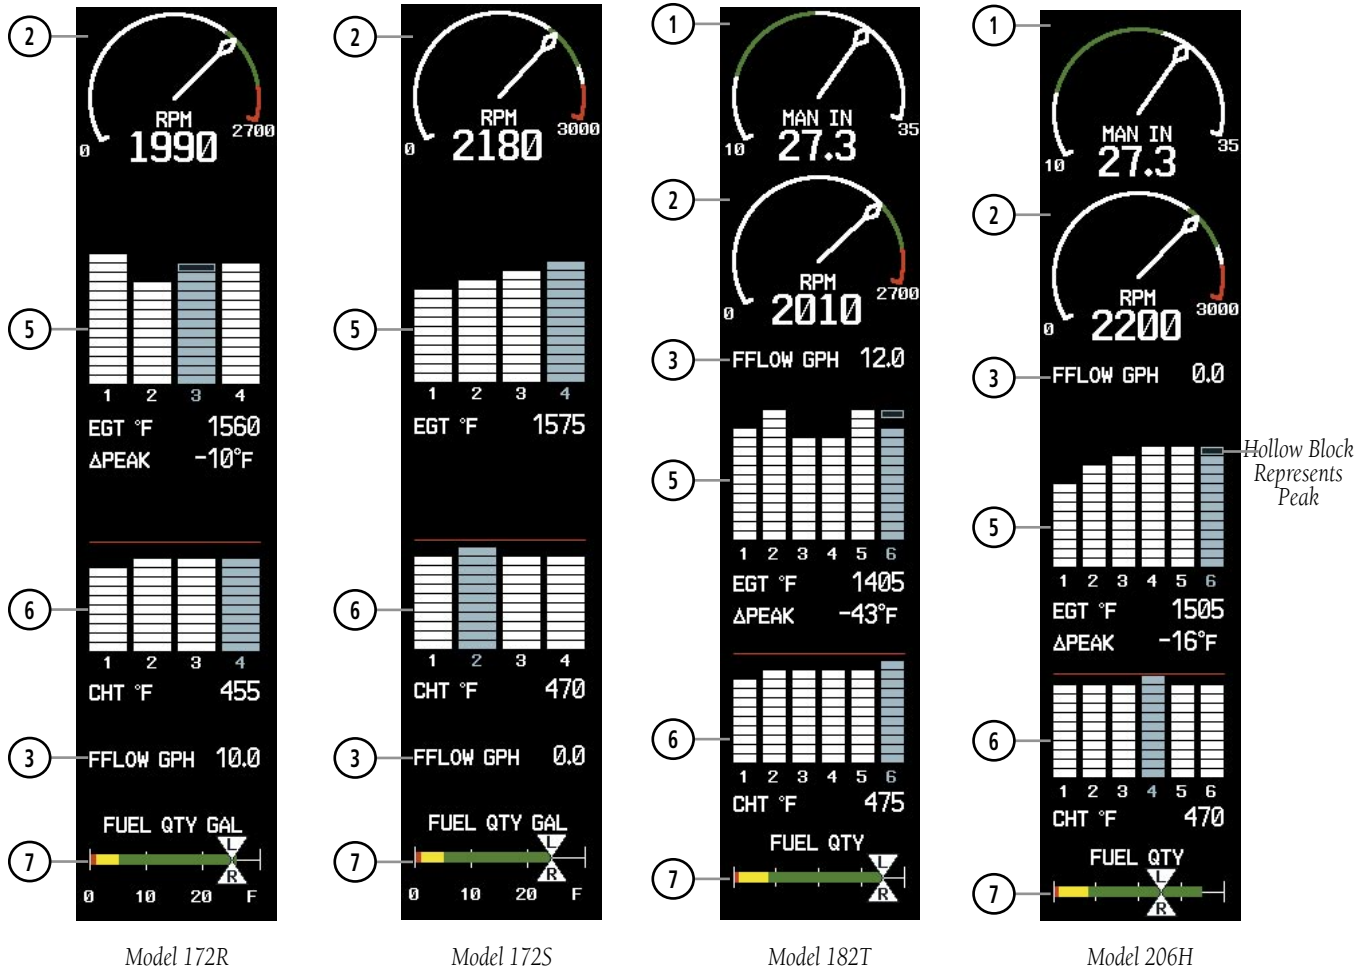 2
RPM
1990
0
2700
5
1 2 3 4
EGT °F 1560
ΔPEAK -10°F
6
1 2 3 4
CHT °F 455
3
FFLOW GPH 10.0
FUEL QTY GAL
7
L
R
0 10 20 F
Model 172R
2
RPM
2180
0
3000
5
1 2 3 4
EGT °F 1575
6
1 2 3 4
CHT °F 470
3
FFLOW GPH 0.0
FUEL QTY GAL
7
L
R
0 10 20 F
Model 172S
1
MAN IN
27.3
10
35
2
RPM
2010
0
2700
3
FFLOW GPH 12.0
5
1 2 3 4 5 6
EGT °F 1405
ΔPEAK -43°F
6
1 2 3 4 5 6
CHT °F 475
FUEL QTY
7
L
R
Model 182T
1
MAN IN
27.3
10
35
2
RPM
2200
0
3000
3
FFLOW GPH 0.0
Hollow Block
Represents
Peak
5
1 2 3 4 5 6
EGT °F 1505
ΔPEAK -16°F
6
1 2 3 4 5 6
CHT °F 470
FUEL QTY
7
L
R
Model 206H